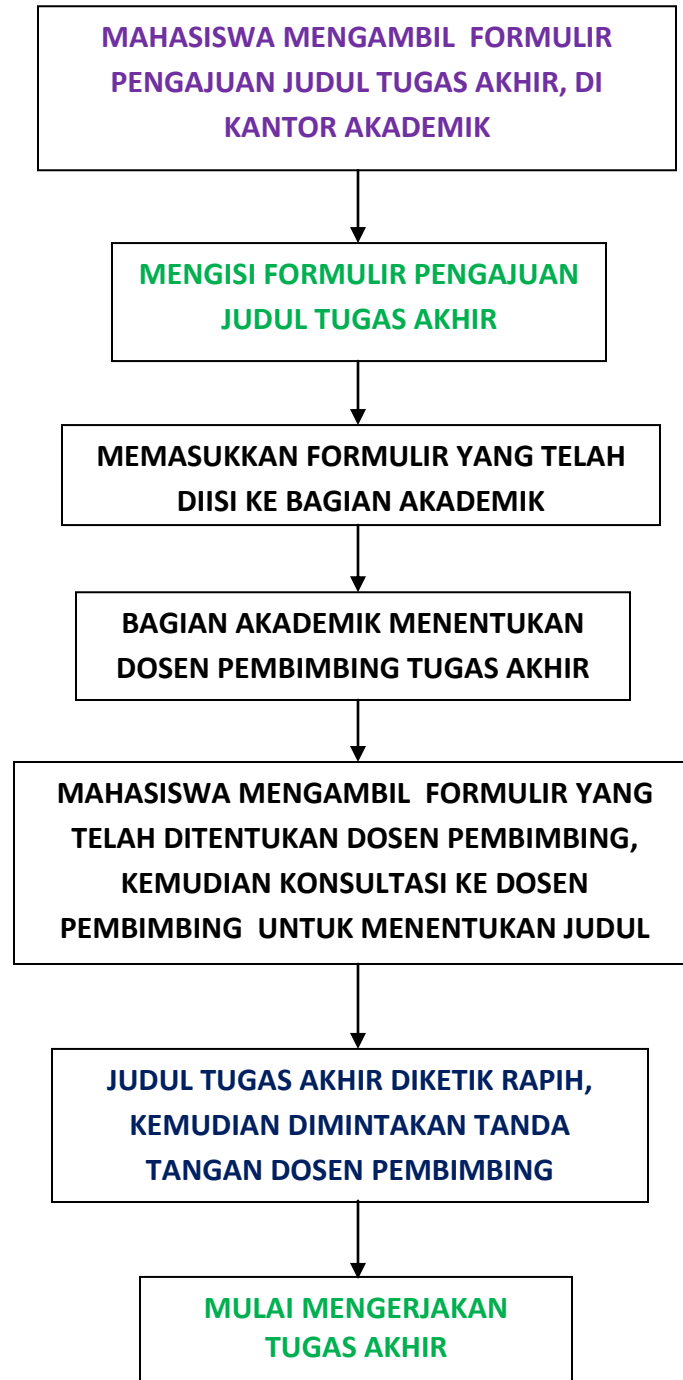 MAHASISWA MENGAMBIL  FORMULIR
PENGAJUAN JUDUL TUGAS AKHIR, DI
KANTOR AKADEMIK
MENGISI FORMULIR PENGAJUAN
JUDUL TUGAS AKHIR
MEMASUKKAN FORMULIR YANG TELAH
DIISI KE BAGIAN AKADEMIK
BAGIAN AKADEMIK MENENTUKAN
DOSEN PEMBIMBING TUGAS AKHIR
MAHASISWA MENGAMBIL  FORMULIR YANG
TELAH DITENTUKAN DOSEN PEMBIMBING,
KEMUDIAN KONSULTASI KE DOSEN
PEMBIMBING  UNTUK MENENTUKAN JUDUL
JUDUL TUGAS AKHIR DIKETIK RAPIH,
KEMUDIAN DIMINTAKAN TANDA
TANGAN DOSEN PEMBIMBING
MULAI MENGERJAKAN
TUGAS AKHIR